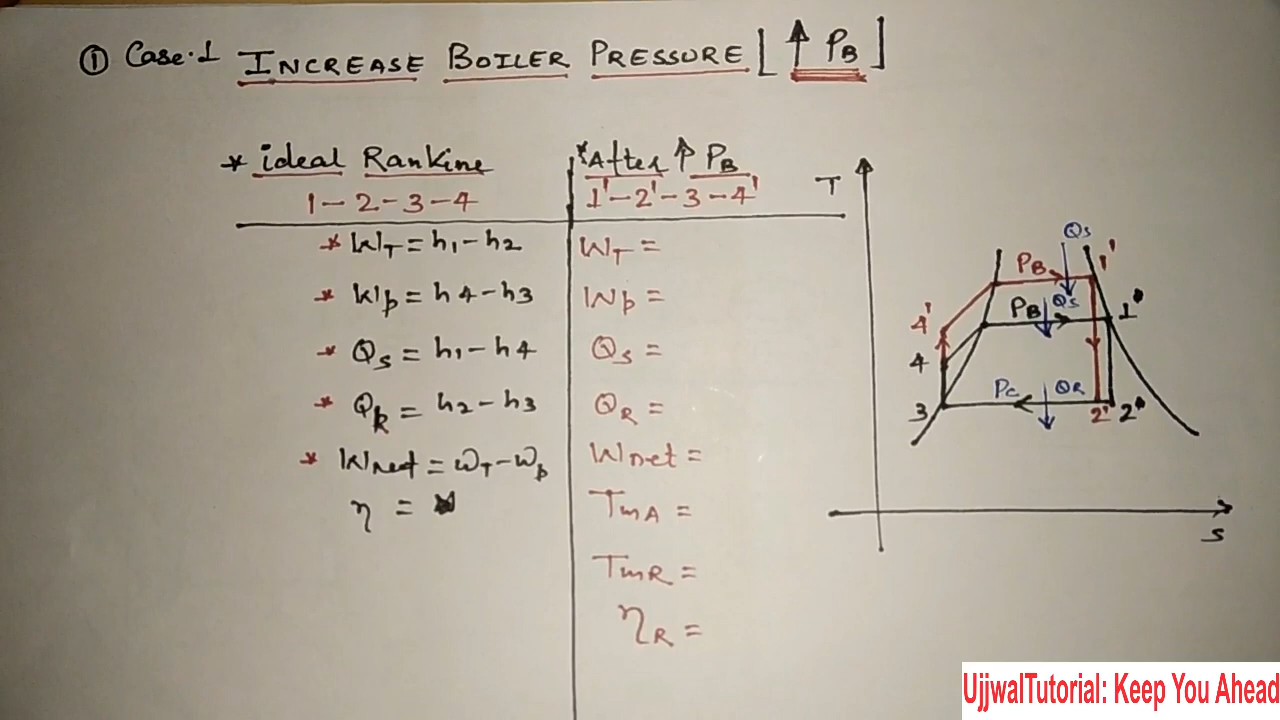 ① Case·1 INCREASE BOILER PRESSURE [↑ PB]
* ideal Rankine
1-2-3-4
* WT = h1-h2
* Wp = h4-h3
* Qs = h1-h4
* QR = h2-h3
* Wnet = WT-Wp
η =
*After ↑ PB
1'-2'-3-4'
WT =
Wp =
Qs =
QR =
Wnet =
TmA =
TmR =
ηR =
T
Qs
PB 1'
4' PB Qs 1
4
Pc QR
3 2' 2
S
UjjwalTutorial: Keep You Ahead